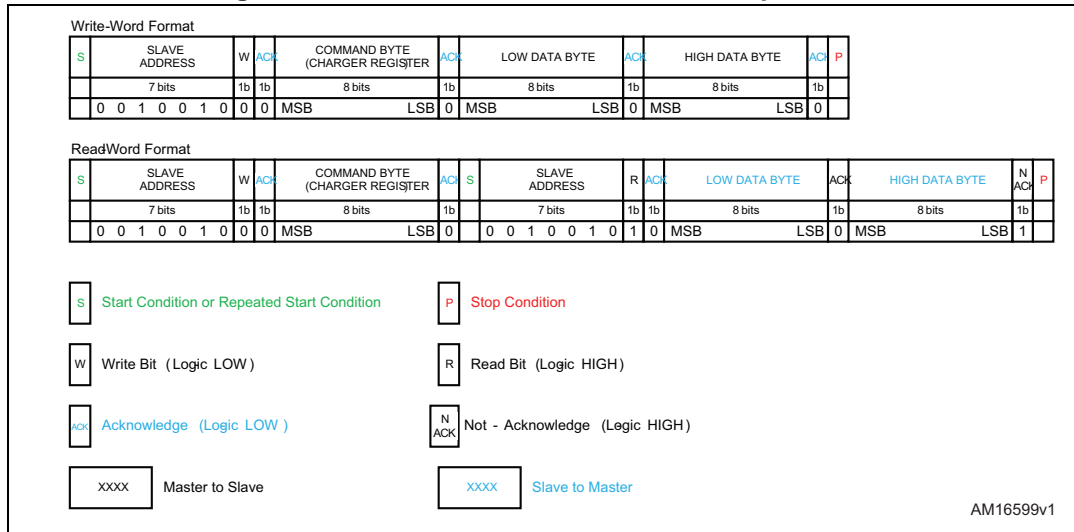 Write-Word Format
S SLAVE ADDRESS W ACK COMMAND BYTE (CHARGER REGISTER ACK LOW DATA BYTE ACK HIGH DATA BYTE ACK P
7 bits 1b 1b 8 bits 1b 8 bits 1b 8 bits 1b
0 0 1 0 0 1 0 0 0 MSB LSB 0 MSB LSB 0 MSB LSB 0
Read-Word Format
S SLAVE ADDRESS W ACK COMMAND BYTE (CHARGER REGISTER ACK S SLAVE ADDRESS R ACK LOW DATA BYTE ACK HIGH DATA BYTE N ACK P
7 bits 1b 1b 8 bits 1b 7 bits 1b 1b 8 bits 1b 8 bits 1b
0 0 1 0 0 1 0 0 0 MSB LSB 0 0 0 1 0 0 1 0 1 0 MSB LSB 0 MSB LSB 1
S Start Condition or Repeated Start Condition P Stop Condition
W Write Bit (Logic LOW) R Read Bit (Logic HIGH)
ACK Acknowledge (Logic LOW ) N ACK Not - Acknowledge (Logic HIGH)
XXXX Master to Slave XXXX Slave to Master
AM16599v1